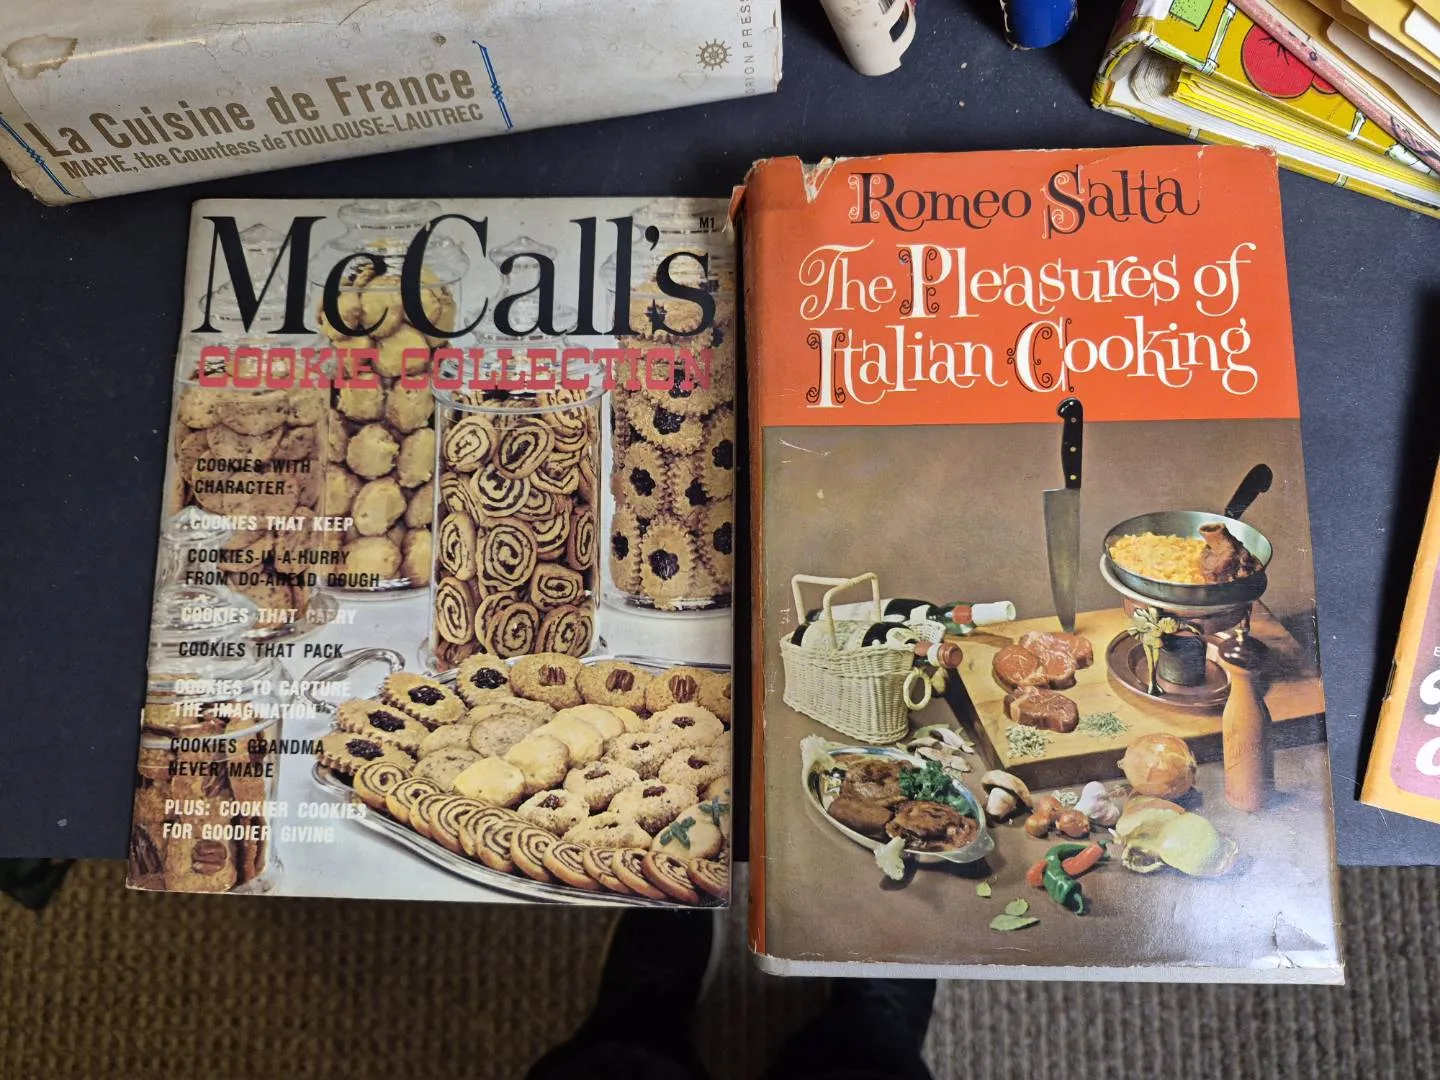 La Cuisine de France
MAPIE, the Countess de TOULOUSE-LAUTREC
ORION PRESS
McCall's
M1
COOKIE COLLECTION
COOKIES WITH
CHARACTER
COOKIES THAT KEEP
COOKIES-IN-A-HURRY
FROM DO-AHEAD DOUGH
COOKIES THAT CARRY
COOKIES THAT PACK
COOKIES TO CAPTURE
THE IMAGINATION
COOKIES GRANDMA
NEVER MADE
PLUS: COOKIER COOKIES
FOR GOODIER GIVING
Romeo Salta
The Pleasures of
Italian Cooking